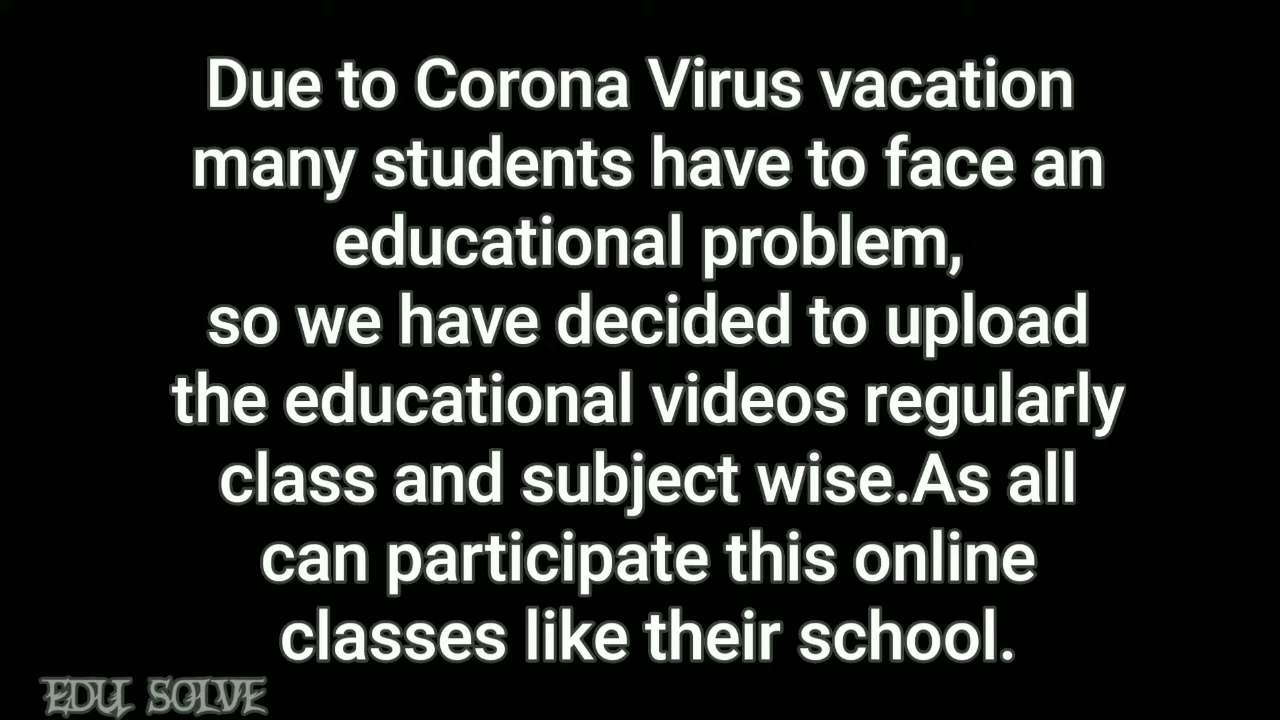 Due to Corona Virus vacation
many students have to face an
educational problem,
so we have decided to upload
the educational videos regularly
class and subject wise.As all
can participate this online
classes like their school.
EDU SOLVE